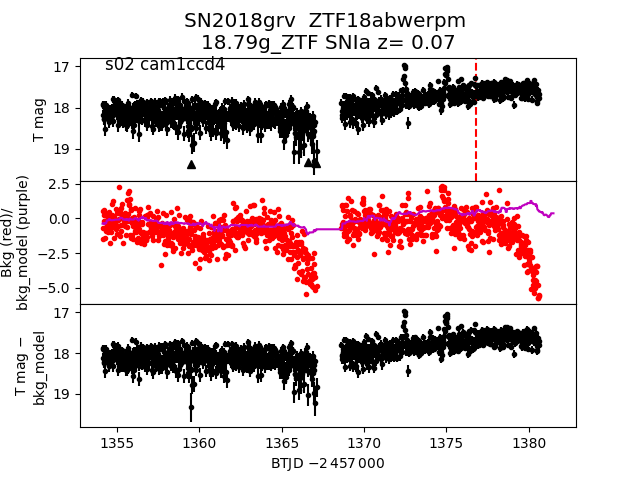 SN2018grv  ZTF18abwerpm
18.79g_ZTF SNIa z= 0.07
s02 cam1ccd4
T mag
17
18
19
Bkg (red)/
bkg_model (purple)
2.5
0.0
−2.5
−5.0
T mag −
bkg_model
17
18
19
1355
1360
1365
1370
1375
1380
BTJD −2 457 000